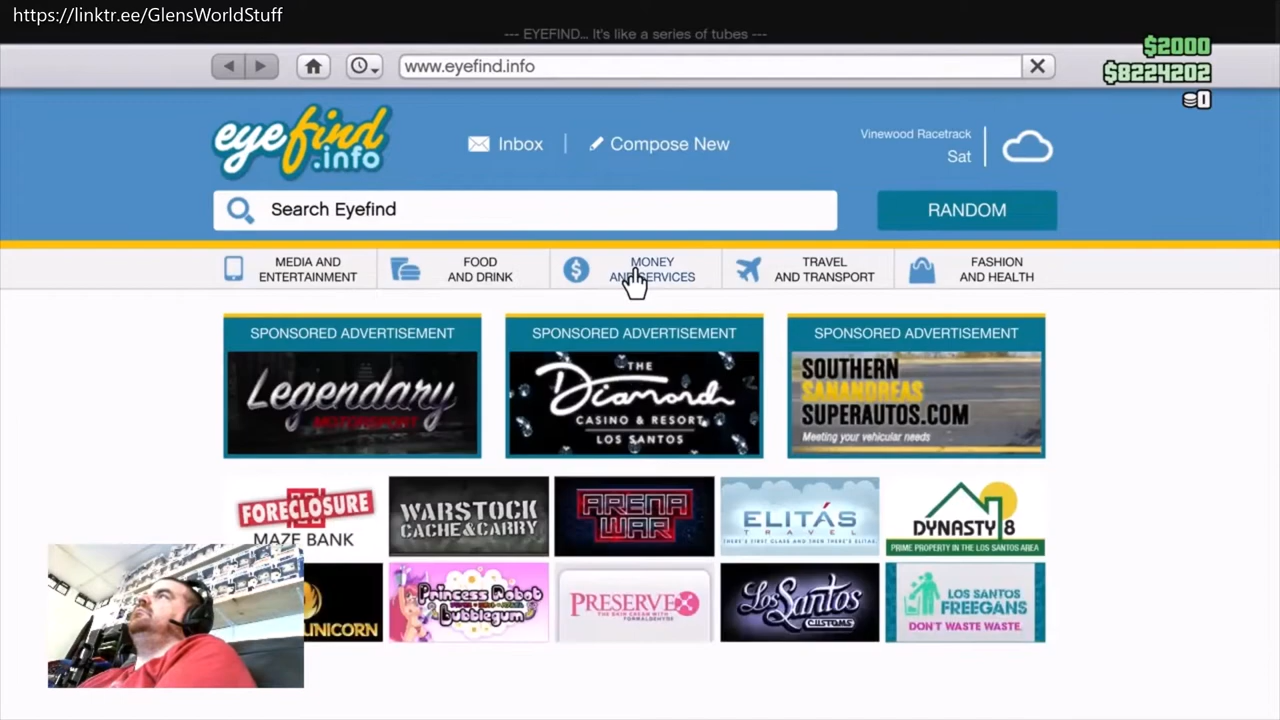 https://linktr.ee/GlensWorldStuff
--- EYEFIND... It's like a series of tubes ---
$2000
www.eyefind.info
$8224202
0
eyefind
.info
Inbox
Compose New
Vinewood Racetrack
Sat
Search Eyefind
RANDOM
MEDIA AND
ENTERTAINMENT
FOOD
AND DRINK
MONEY
AND SERVICES
TRAVEL
AND TRANSPORT
FASHION
AND HEALTH
SPONSORED ADVERTISEMENT
SPONSORED ADVERTISEMENT
SPONSORED ADVERTISEMENT
Legendary
MOTORSPORT
THE
Diamond
CASINO & RESORT
LOS SANTOS
SOUTHERN
SANANDREAS
SUPERAUTOS.COM
Meeting your vehicular needs
FORECLOSURE
MAZE BANK
WARSTOCK
CACHE&CARRY
ARENA
WAR
ELITÁS
TRAVEL
THERE'S FIRST CLASS AND THEN THERE'S ELITAS
DYNASTY 8
PRIME PROPERTY IN THE LOS SANTOS AREA
UNICORN
Princess Robot
Bubblegum
PRESERVEX
THE SKIN CREAM WITH
FORMALDEHYDE
Los Santos
CUSTOMS
LOS SANTOS
FREEGANS
DON'T WASTE WASTE.